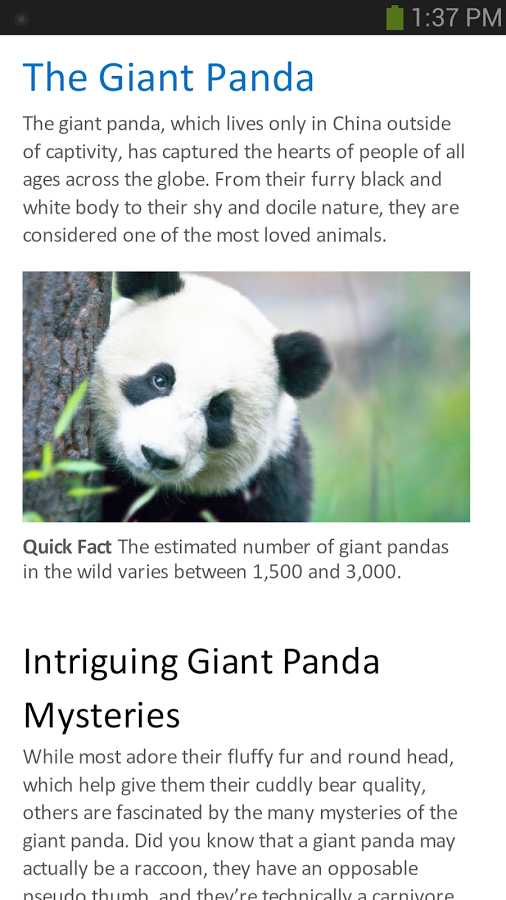 1:37 PM
The Giant Panda
The giant panda, which lives only in China outside
of captivity, has captured the hearts of people of all
ages across the globe. From their furry black and
white body to their shy and docile nature, they are
considered one of the most loved animals.
Quick Fact The estimated number of giant pandas
in the wild varies between 1,500 and 3,000.
Intriguing Giant Panda
Mysteries
While most adore their fluffy fur and round head,
which help give them their cuddly bear quality,
others are fascinated by the many mysteries of the
giant panda. Did you know that a giant panda may
actually be a raccoon, they have an opposable
pseudo thumb, and they're technically a carnivore